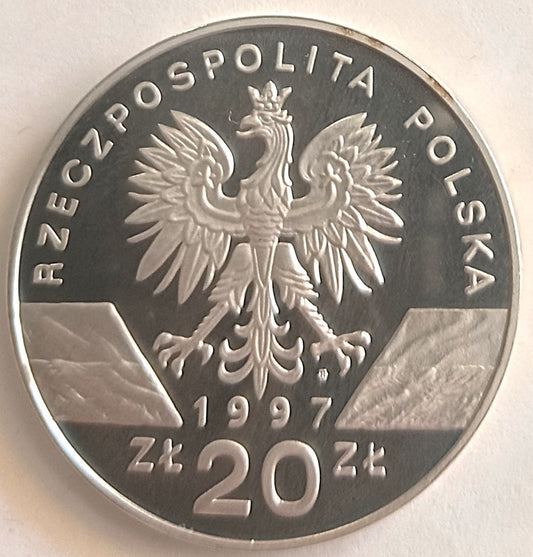 RZECZPOSPOLITA POLSKA
1997
ZŁ 20 ZŁ